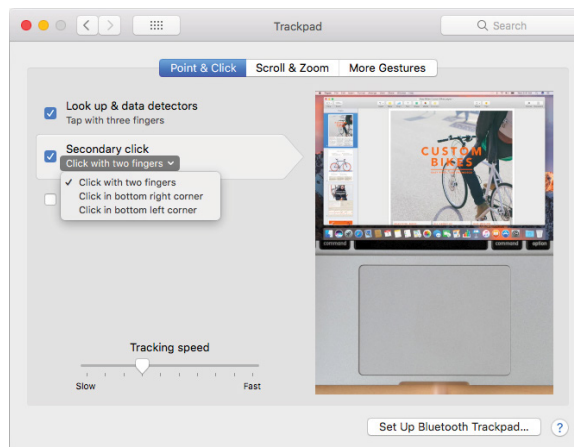 Trackpad
Search
Point & Click
Scroll & Zoom
More Gestures
Look up & data detectors
Tap with three fingers
Secondary click
Click with two fingers
✓ Click with two fingers
Click in bottom right corner
Click in bottom left corner
CUSTOM
BIKES
command
command
option
Tracking speed
Slow
Fast
Set Up Bluetooth Trackpad...
?